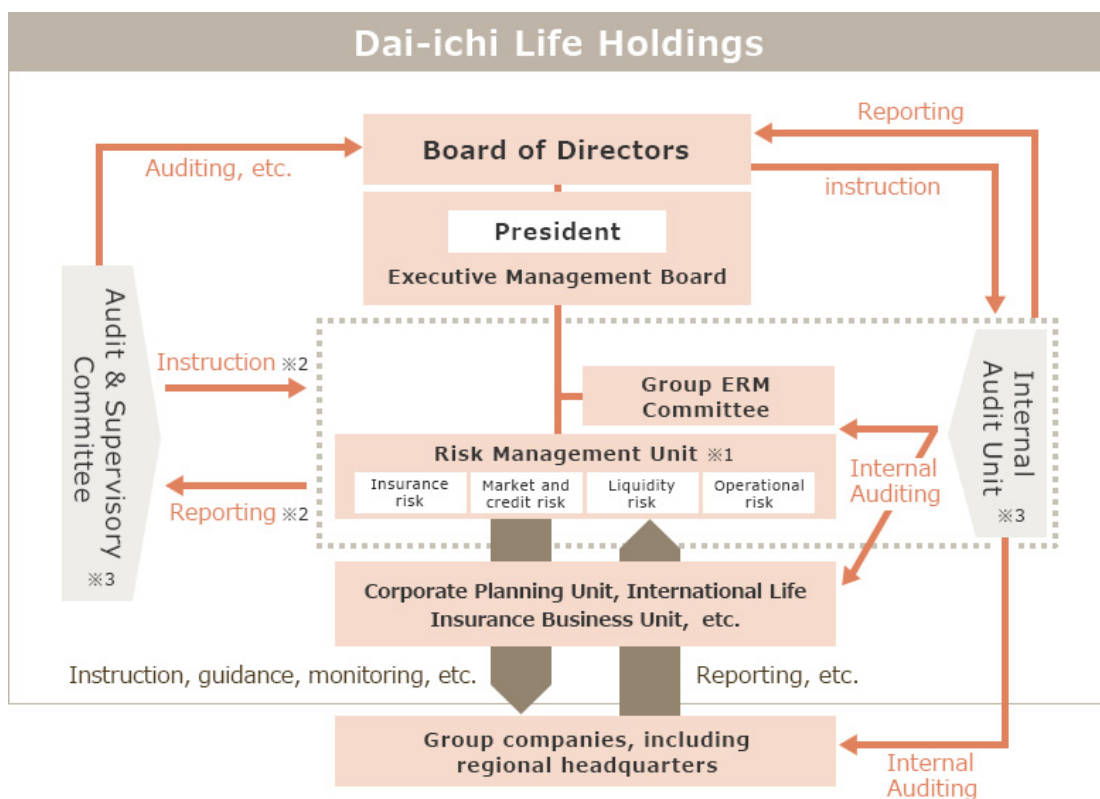 Dai-ichi Life Holdings
Reporting
Board of Directors
Auditing, etc.
instruction
President
Executive Management Board
Audit & Supervisory
Committee
※3
Instruction ※2
Group ERM
Committee
Internal
Audit Unit
※3
Risk Management Unit ※1
Internal
Auditing
Insurance
risk
Market and
credit risk
Liquidity
risk
Operational
risk
Reporting ※2
Corporate Planning Unit, International Life
Insurance Business Unit, etc.
Instruction, guidance, monitoring, etc.
Reporting, etc.
Group companies, including
regional headquarters
Internal
Auditing